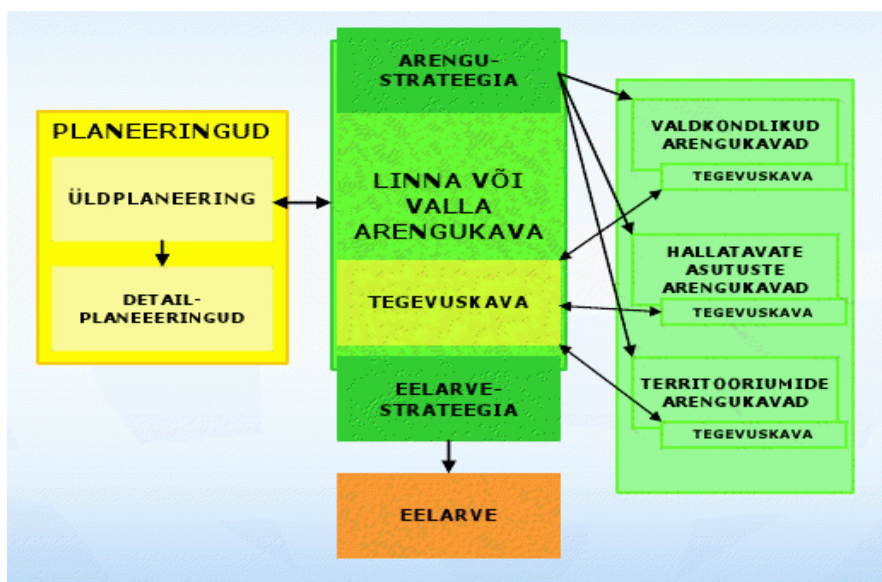 PLANEERINGUD
ÜLDPLANEERING
DETAIL-
PLANEEERINGUD
ARENGU-
STRATEEGIA
LINNA VÕI
VALLA
ARENGUKAVA
TEGEVUSKAVA
EELARVE-
STRATEEGIA
EELARVE
VALDKONDLIKUD
ARENGUKAVAD
TEGEVUSKAVA
HALLATAVATE
ASUTUSTE
ARENGUKAVAD
TEGEVUSKAVA
TERRITOORIUMIDE
ARENGUKAVAD
TEGEVUSKAVA